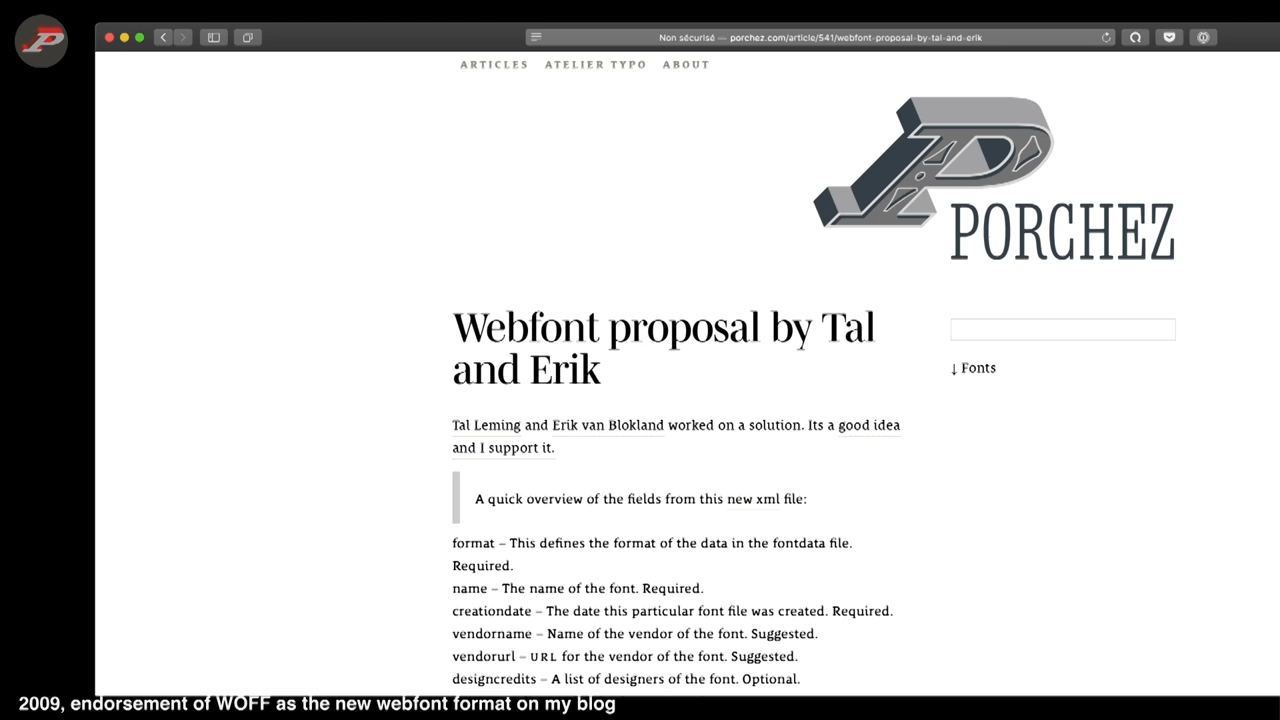 Non sécurisé — porchez.com/article/541/webfont-proposal-by-tal-and-erik
ARTICLES ATELIER TYPO ABOUT
P
PORCHEZ
Webfont proposal by Tal
and Erik
↓ Fonts
Tal Leming and Erik van Blokland worked on a solution. Its a good idea
and I support it.
A quick overview of the fields from this new xml file:
format – This defines the format of the data in the fontdata file.
Required.
name – The name of the font. Required.
creationdate – The date this particular font file was created. Required.
vendorname – Name of the vendor of the font. Suggested.
vendorurl – URL for the vendor of the font. Suggested.
designcredits – A list of designers of the font. Optional.
2009, endorsement of WOFF as the new webfont format on my blog